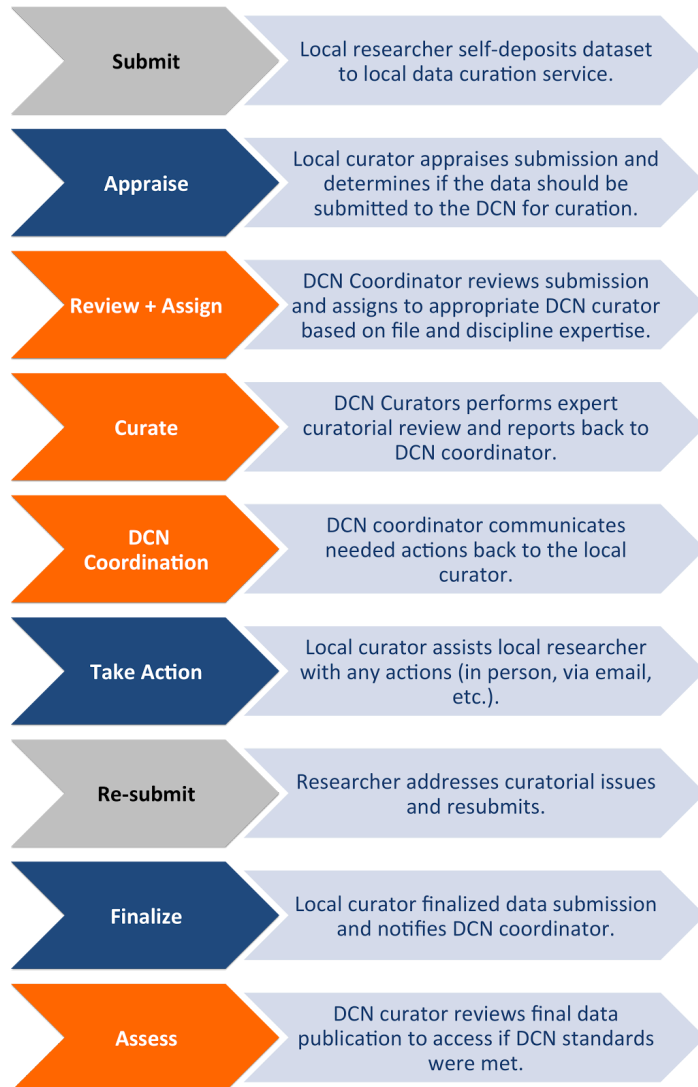 Submit
Local researcher self-deposits dataset
to local data curation service.
Appraise
Local curator appraises submission and
determines if the data should be
submitted to the DCN for curation.
Review + Assign
DCN Coordinator reviews submission
and assigns to appropriate DCN curator
based on file and discipline expertise.
Curate
DCN Curators performs expert
curatorial review and reports back to
DCN coordinator.
DCN
Coordination
DCN coordinator communicates
needed actions back to the local
curator.
Take Action
Local curator assists local researcher
with any actions (in person, via email,
etc.).
Re-submit
Researcher addresses curatorial issues
and resubmits.
Finalize
Local curator finalized data submission
and notifies DCN coordinator.
Assess
DCN curator reviews final data
publication to access if DCN standards
were met.